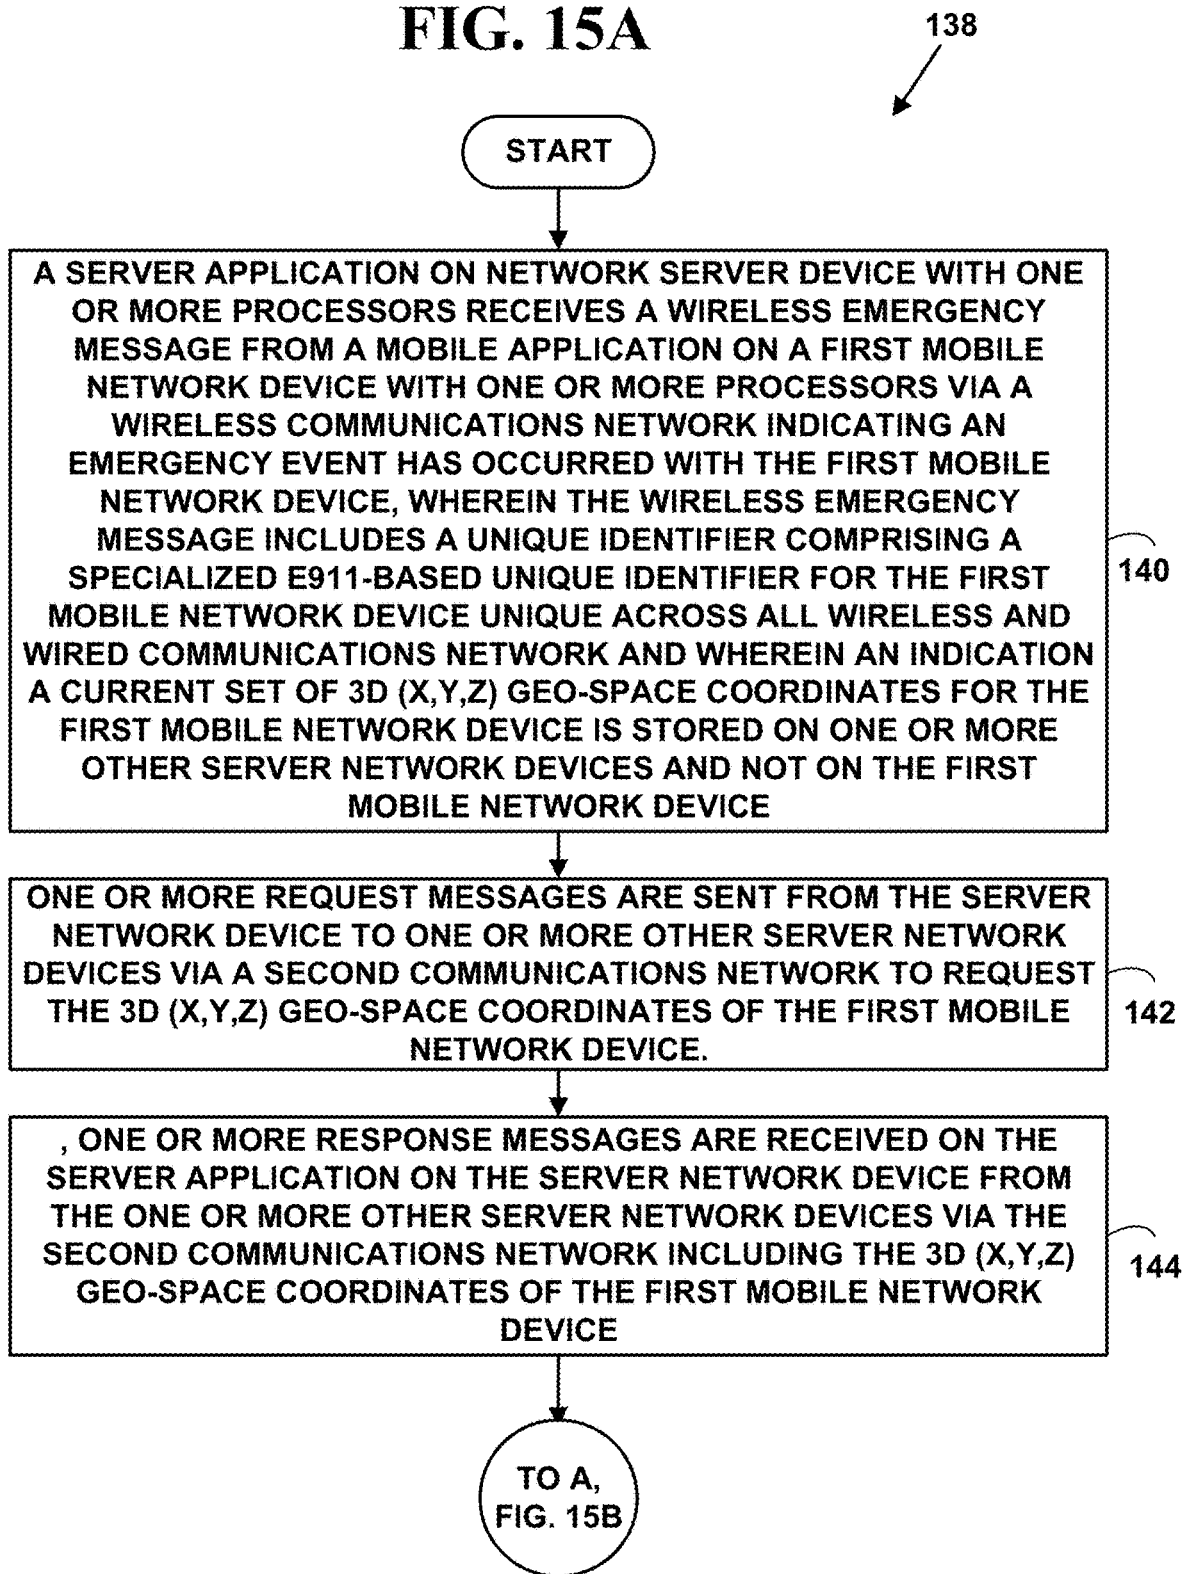 FIG. 15A
138
START
A SERVER APPLICATION ON NETWORK SERVER DEVICE WITH ONE
OR MORE PROCESSORS RECEIVES A WIRELESS EMERGENCY
MESSAGE FROM A MOBILE APPLICATION ON A FIRST MOBILE
NETWORK DEVICE WITH ONE OR MORE PROCESSORS VIA A
WIRELESS COMMUNICATIONS NETWORK INDICATING AN
EMERGENCY EVENT HAS OCCURRED WITH THE FIRST MOBILE
NETWORK DEVICE, WHEREIN THE WIRELESS EMERGENCY
MESSAGE INCLUDES A UNIQUE IDENTIFIER COMPRISING A
SPECIALIZED E911-BASED UNIQUE IDENTIFIER FOR THE FIRST
MOBILE NETWORK DEVICE UNIQUE ACROSS ALL WIRELESS AND
WIRED COMMUNICATIONS NETWORK AND WHEREIN AN INDICATION
A CURRENT SET OF 3D (X,Y,Z) GEO-SPACE COORDINATES FOR THE
FIRST MOBILE NETWORK DEVICE IS STORED ON ONE OR MORE
OTHER SERVER NETWORK DEVICES AND NOT ON THE FIRST
MOBILE NETWORK DEVICE
140
ONE OR MORE REQUEST MESSAGES ARE SENT FROM THE SERVER
NETWORK DEVICE TO ONE OR MORE OTHER SERVER NETWORK
DEVICES VIA A SECOND COMMUNICATIONS NETWORK TO REQUEST
THE 3D (X,Y,Z) GEO-SPACE COORDINATES OF THE FIRST MOBILE
NETWORK DEVICE.
142
, ONE OR MORE RESPONSE MESSAGES ARE RECEIVED ON THE
SERVER APPLICATION ON THE SERVER NETWORK DEVICE FROM
THE ONE OR MORE OTHER SERVER NETWORK DEVICES VIA THE
SECOND COMMUNICATIONS NETWORK INCLUDING THE 3D (X,Y,Z)
GEO-SPACE COORDINATES OF THE FIRST MOBILE NETWORK
DEVICE
144
TO A,
FIG. 15B